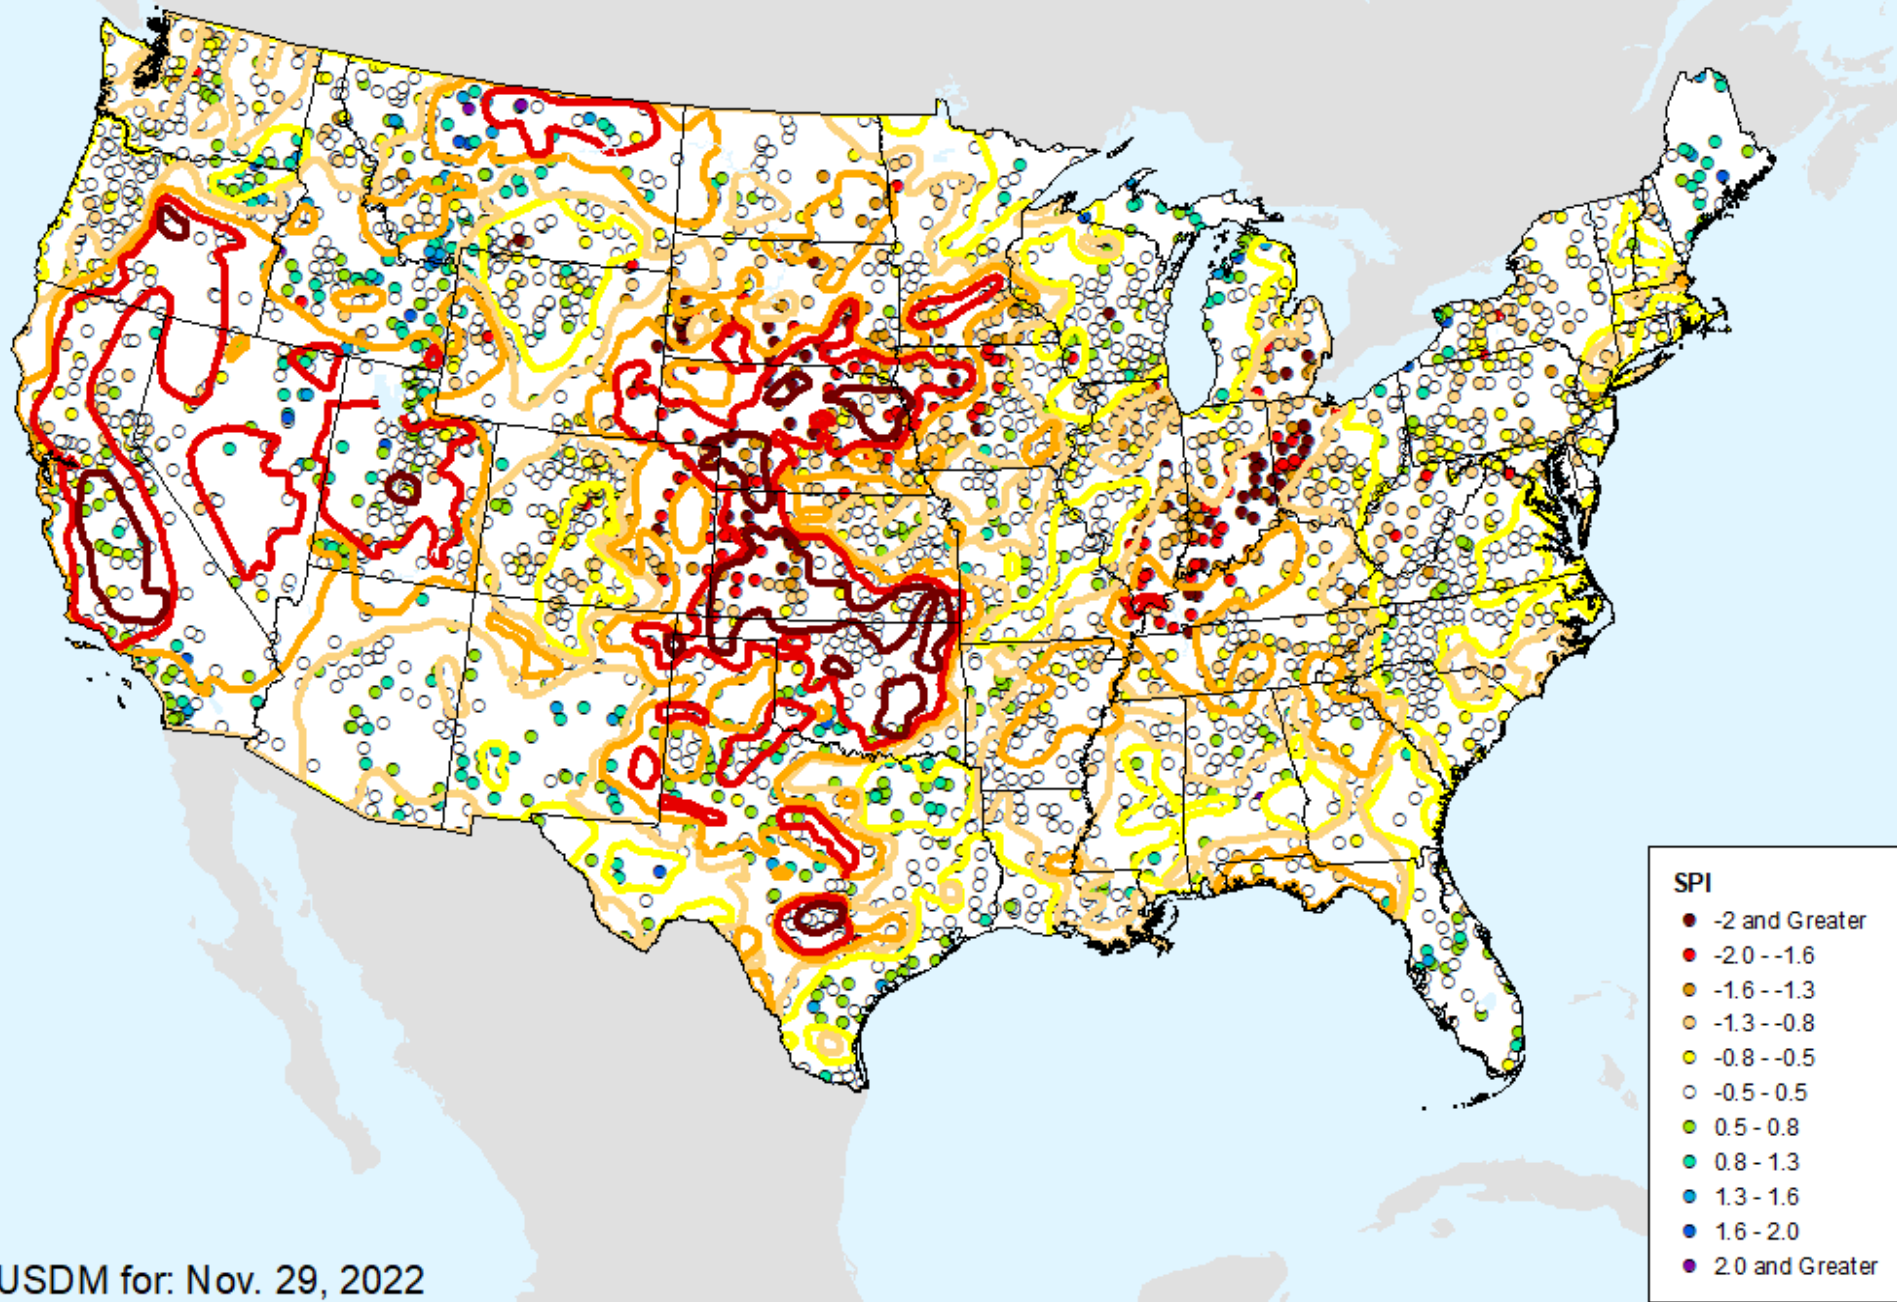 SPI
-2 and Greater
-2.0 - -1.6
-1.6 - -1.3
-1.3 - -0.8
-0.8 - -0.5
-0.5 - 0.5
0.5 - 0.8
0.8 - 1.3
1.3 - 1.6
1.6 - 2.0
2.0 and Greater
USDM for: Nov. 29, 2022